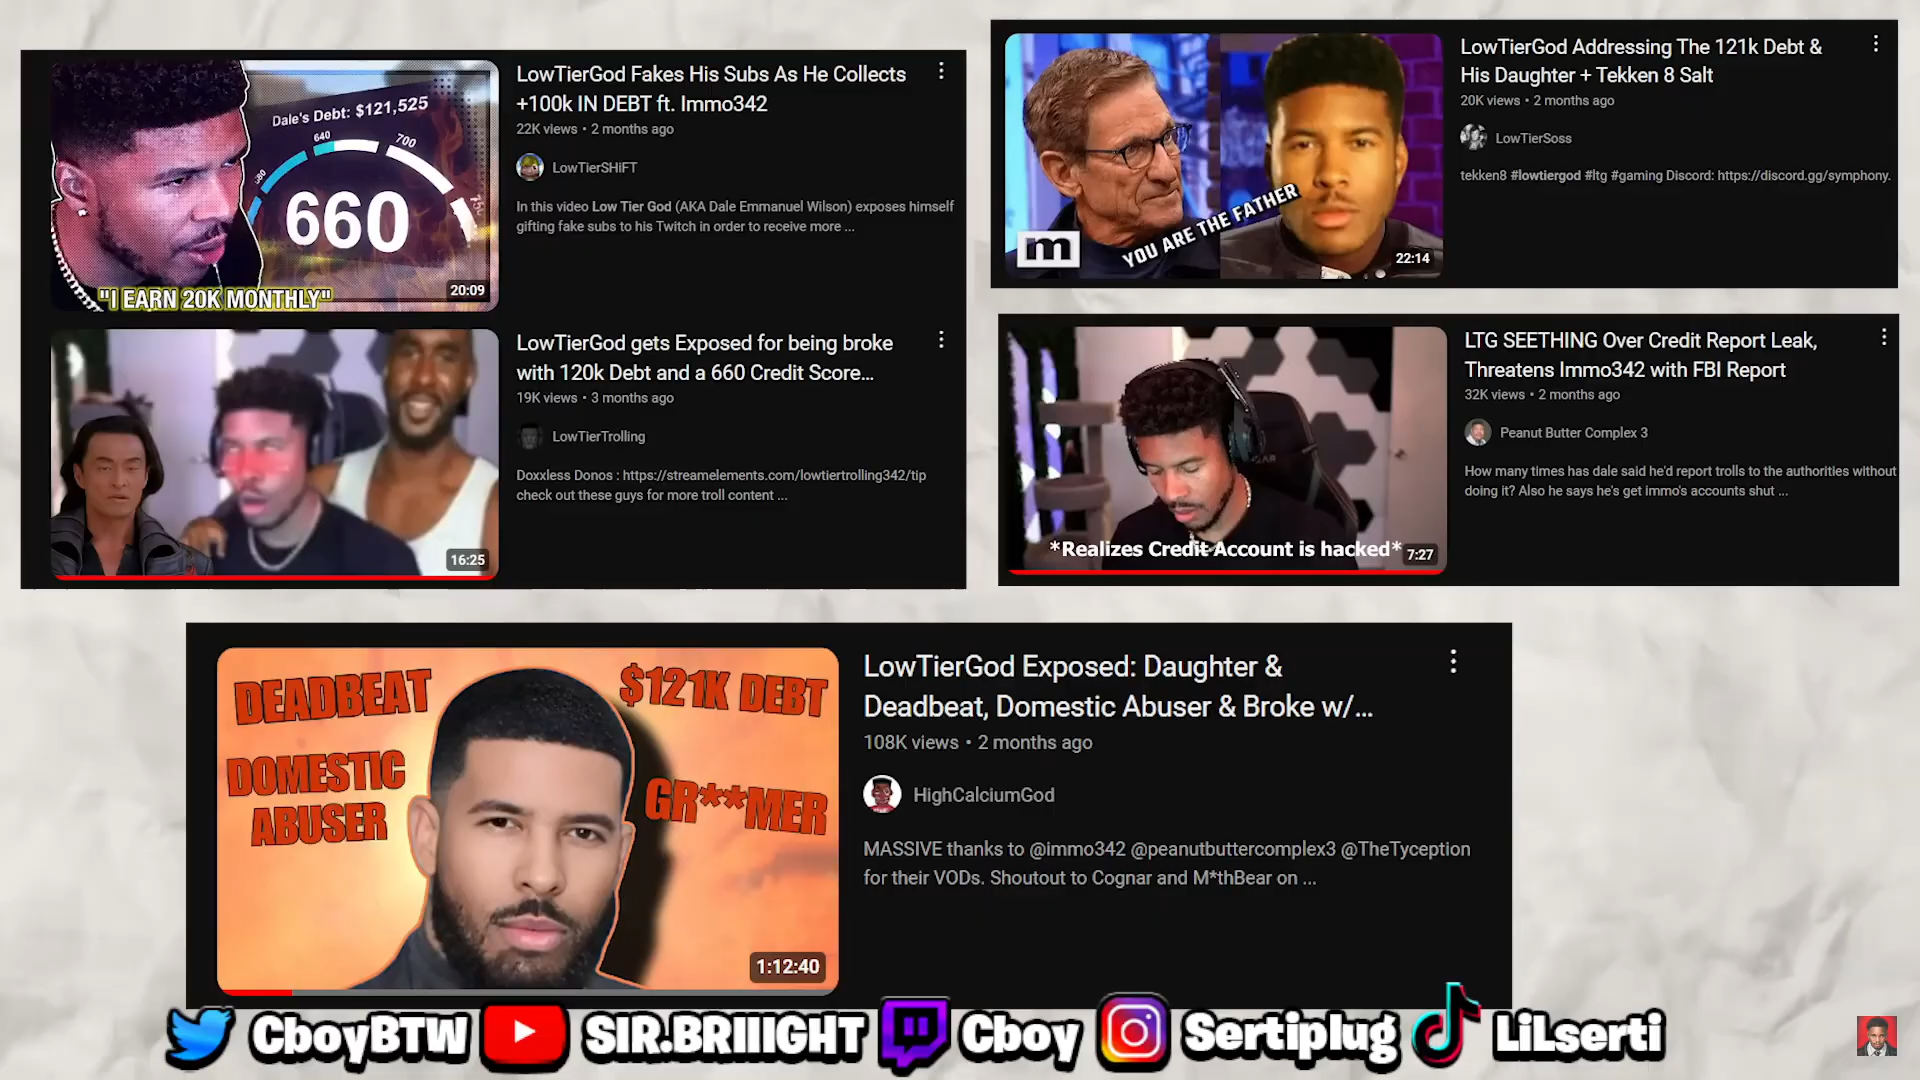 Dale's Debt: $121,525
640
700
660
"I EARN 20K MONTHLY"
20:09
LowTierGod Fakes His Subs As He Collects
+100k IN DEBT ft. Immo342
22K views • 2 months ago
LowTierSHiFT
In this video Low Tier God (AKA Dale Emmanuel Wilson) exposes himself
gifting fake subs to his Twitch in order to receive more ...
16:25
LowTierGod gets Exposed for being broke
with 120k Debt and a 660 Credit Score...
19K views • 3 months ago
LowTierTrolling
Doxxless Donos : https://streamelements.com/lowtiertrolling342/tip
check out these guys for more troll content ...
YOU ARE THE FATHER
m
22:14
LowTierGod Addressing The 121k Debt &
His Daughter + Tekken 8 Salt
20K views • 2 months ago
LowTierSoss
tekken8 #lowtiergod #ltg #gaming Discord: https://discord.gg/symphony.
*Realizes Credit Account is hacked*
7:27
LTG SEETHING Over Credit Report Leak,
Threatens Immo342 with FBI Report
32K views • 2 months ago
Peanut Butter Complex 3
How many times has dale said he'd report trolls to the authorities without
doing it? Also he says he's get immo's accounts shut ...
DEADBEAT
$121K DEBT
DOMESTIC
ABUSER
GR**MER
1:12:40
LowTierGod Exposed: Daughter &
Deadbeat, Domestic Abuser & Broke w/...
108K views • 2 months ago
HighCalciumGod
MASSIVE thanks to @immo342 @peanutbuttercomplex3 @TheTyception
for their VODs. Shoutout to Cognar and M*thBear on ...
CboyBTW SIR.BRIIIGHT Cboy Sertiplug LiLserti